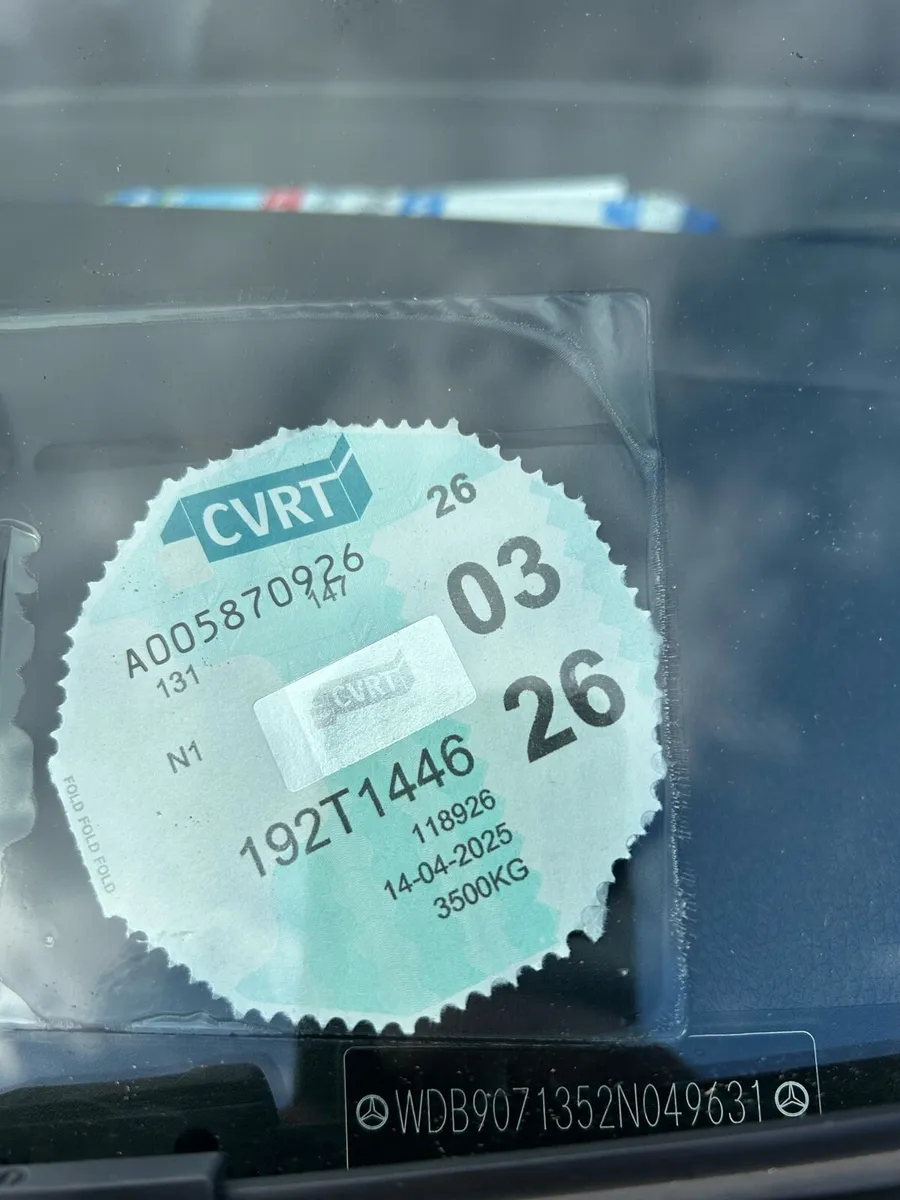 CVRT
26
A005870926
147
03
131
CVRT
26
N1
192T1446
118926
14-04-2025
3500KG
FOLD FOLD FOLD
WDB9071352N049631